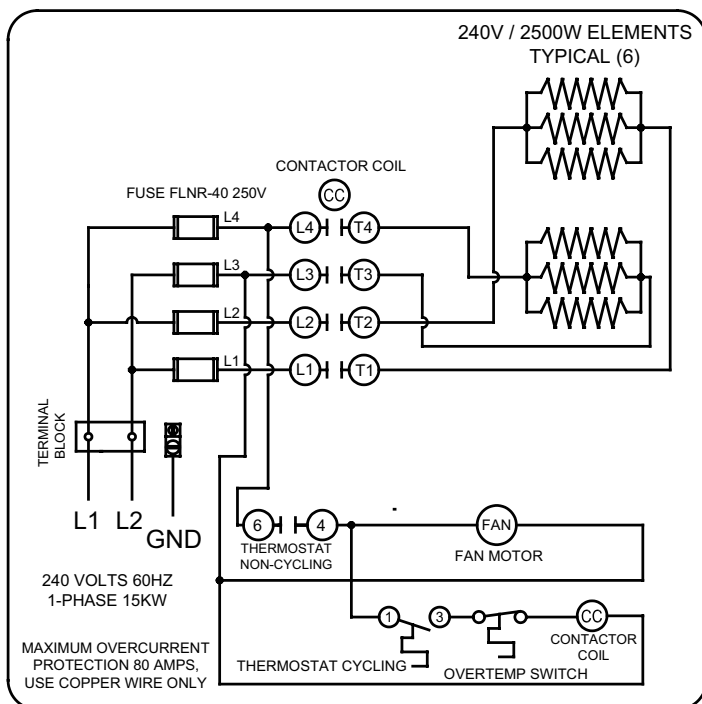 240V / 2500W ELEMENTS
TYPICAL (6)
CONTACTOR COIL
CC
FUSE FLNR-40 250V
L4
L4
T4
L3
L3
T3
L2
L2
T2
L1
L1
T1
TERMINAL
BLOCK
L1
L2
GND
240 VOLTS 60HZ
1-PHASE 15KW
MAXIMUM OVERCURRENT
PROTECTION 80 AMPS,
USE COPPER WIRE ONLY
6
4
THERMOSTAT
NON-CYCLING
FAN
FAN MOTOR
1
3
CC
THERMOSTAT CYCLING
OVERTEMP SWITCH
CONTACTOR
COIL